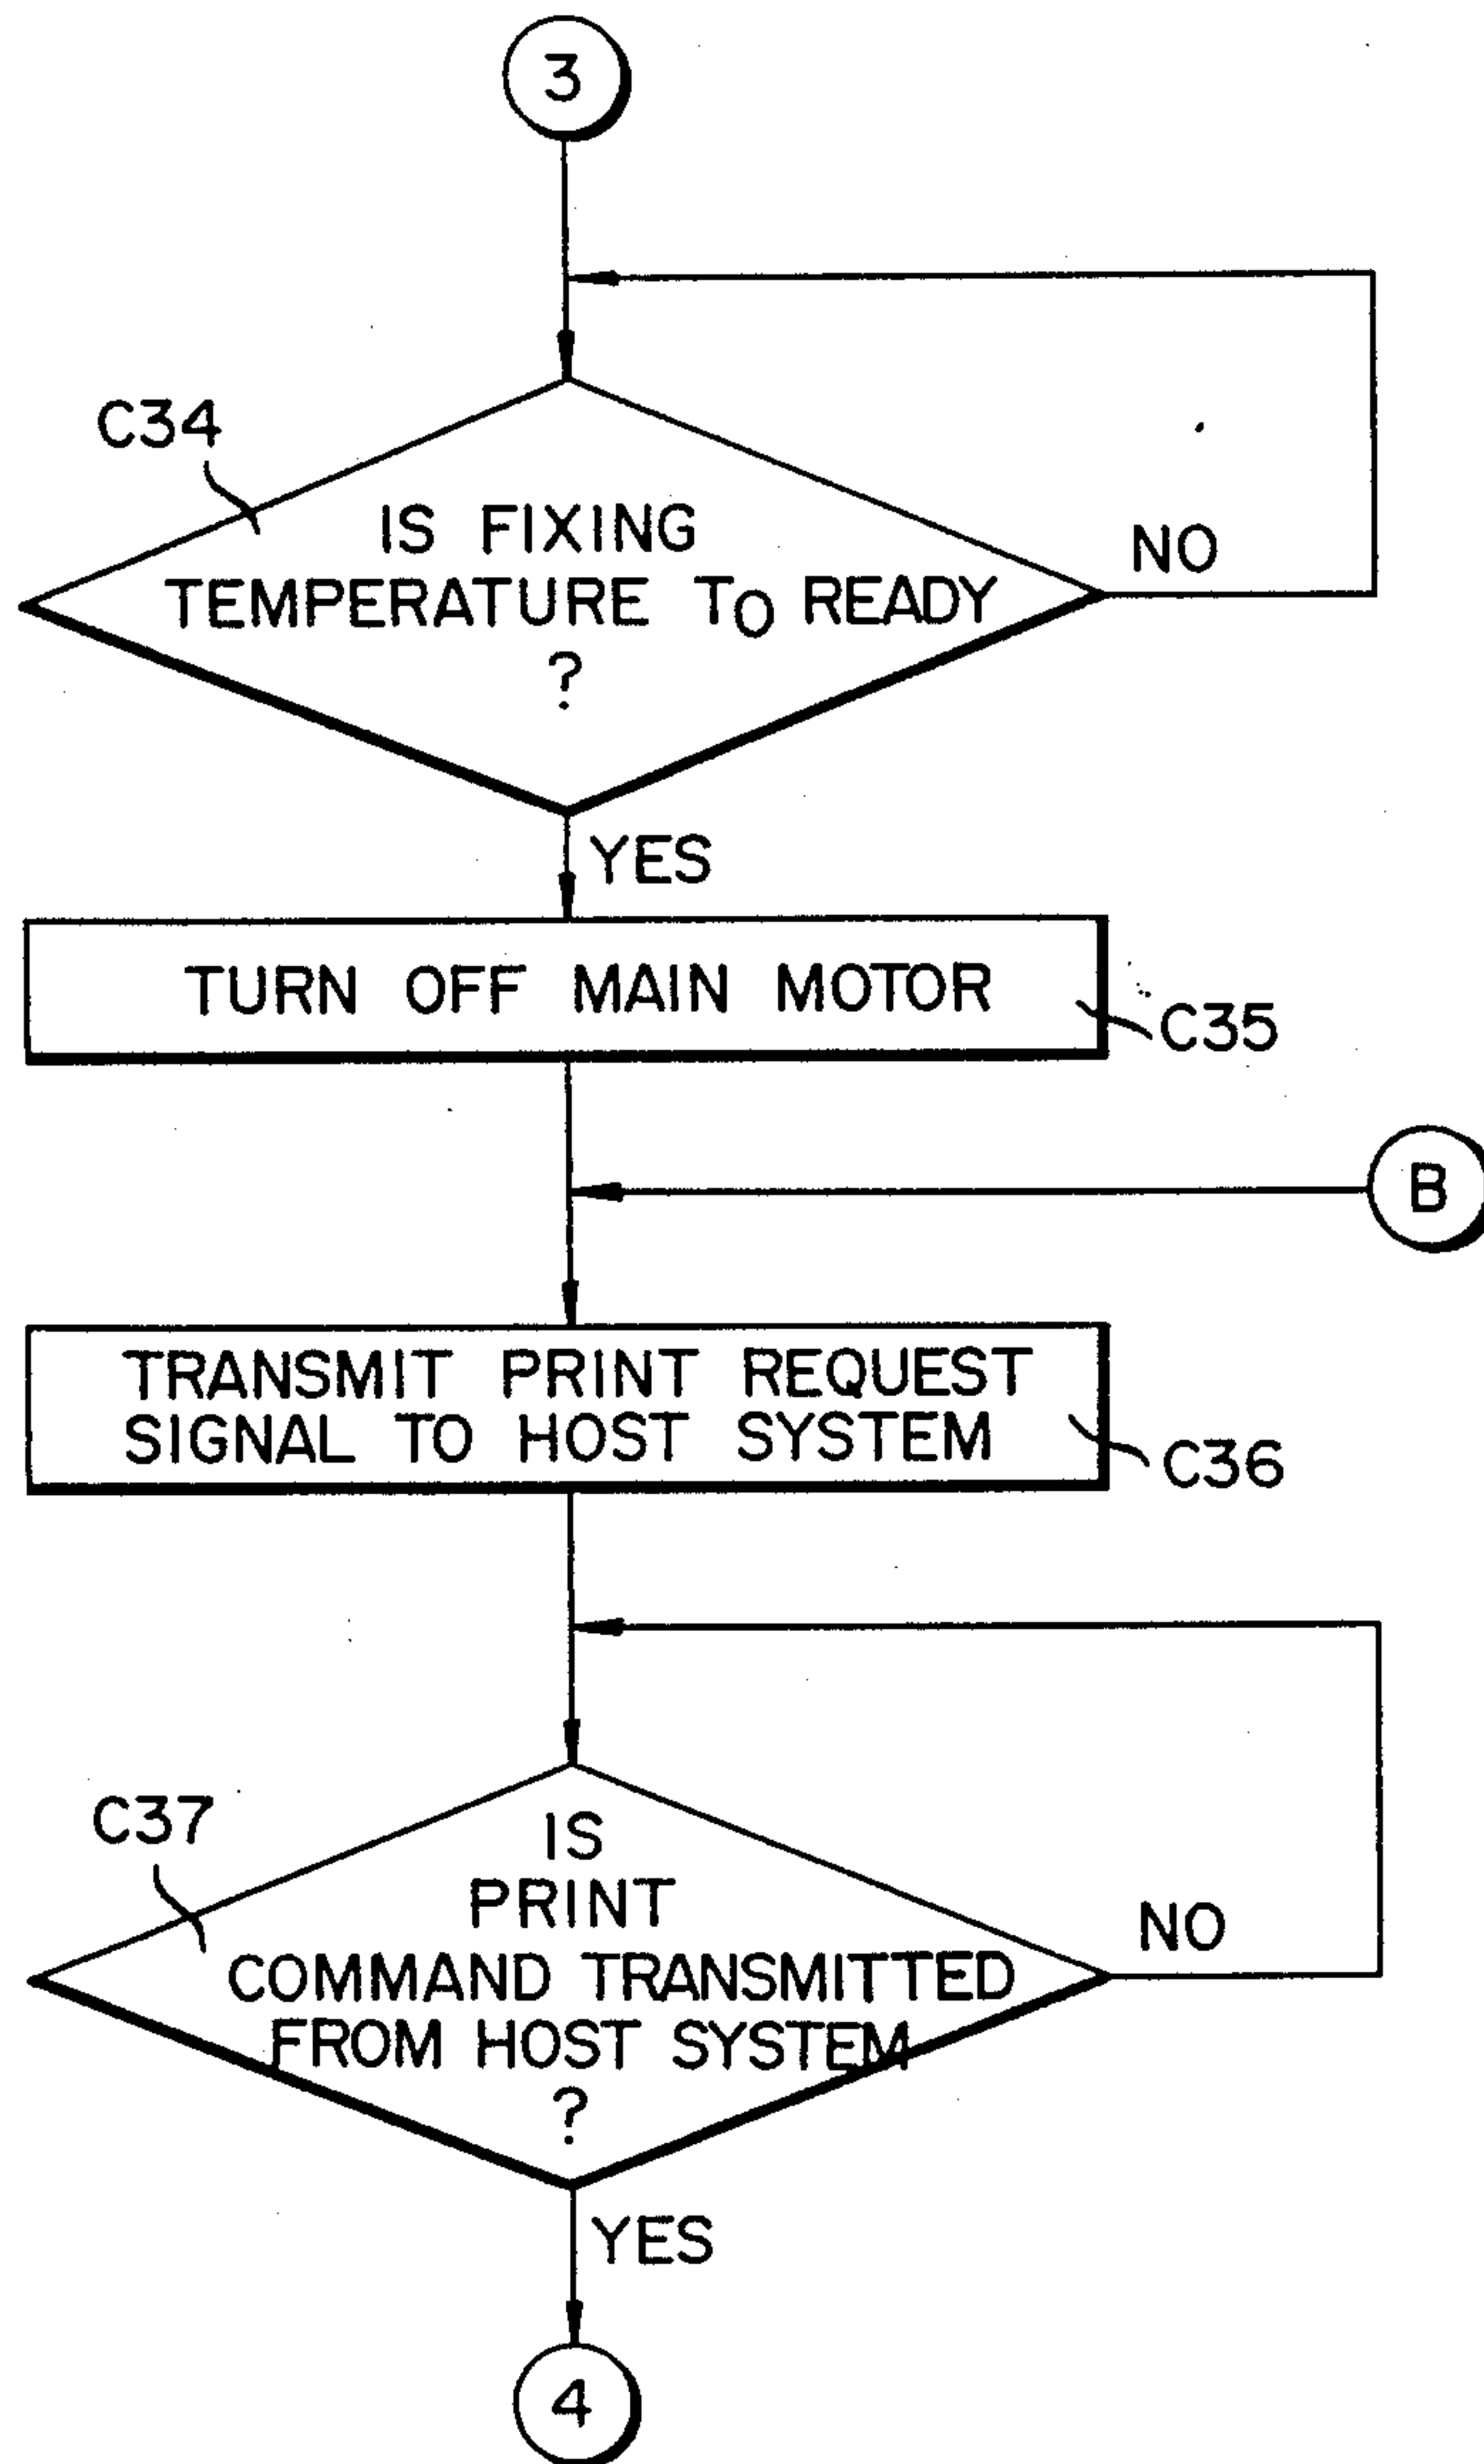 3
C34
IS FIXING
TEMPERATURE TO READY
?
NO
YES
TURN OFF MAIN MOTOR
C35
B
TRANSMIT PRINT REQUEST
SIGNAL TO HOST SYSTEM
C36
C37
IS
PRINT
COMMAND TRANSMITTED
FROM HOST SYSTEM
?
NO
YES
4